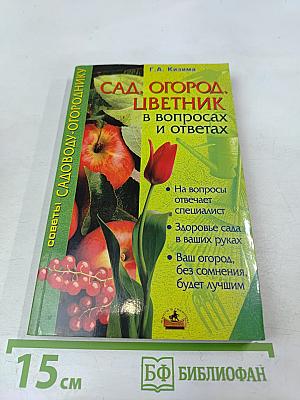 Г.А. Кизима
САД, ОГОРОД,
ЦВЕТНИК
в вопросах
и ответах
советы САДОВОДУ-ОГОРОДНИКУ
• На вопросы
отвечает
специалист
• Здоровье сада
в ваших руках
• Ваш огород,
без сомнения,
будет лучшим
15 см
БФ БИБЛИОФАН